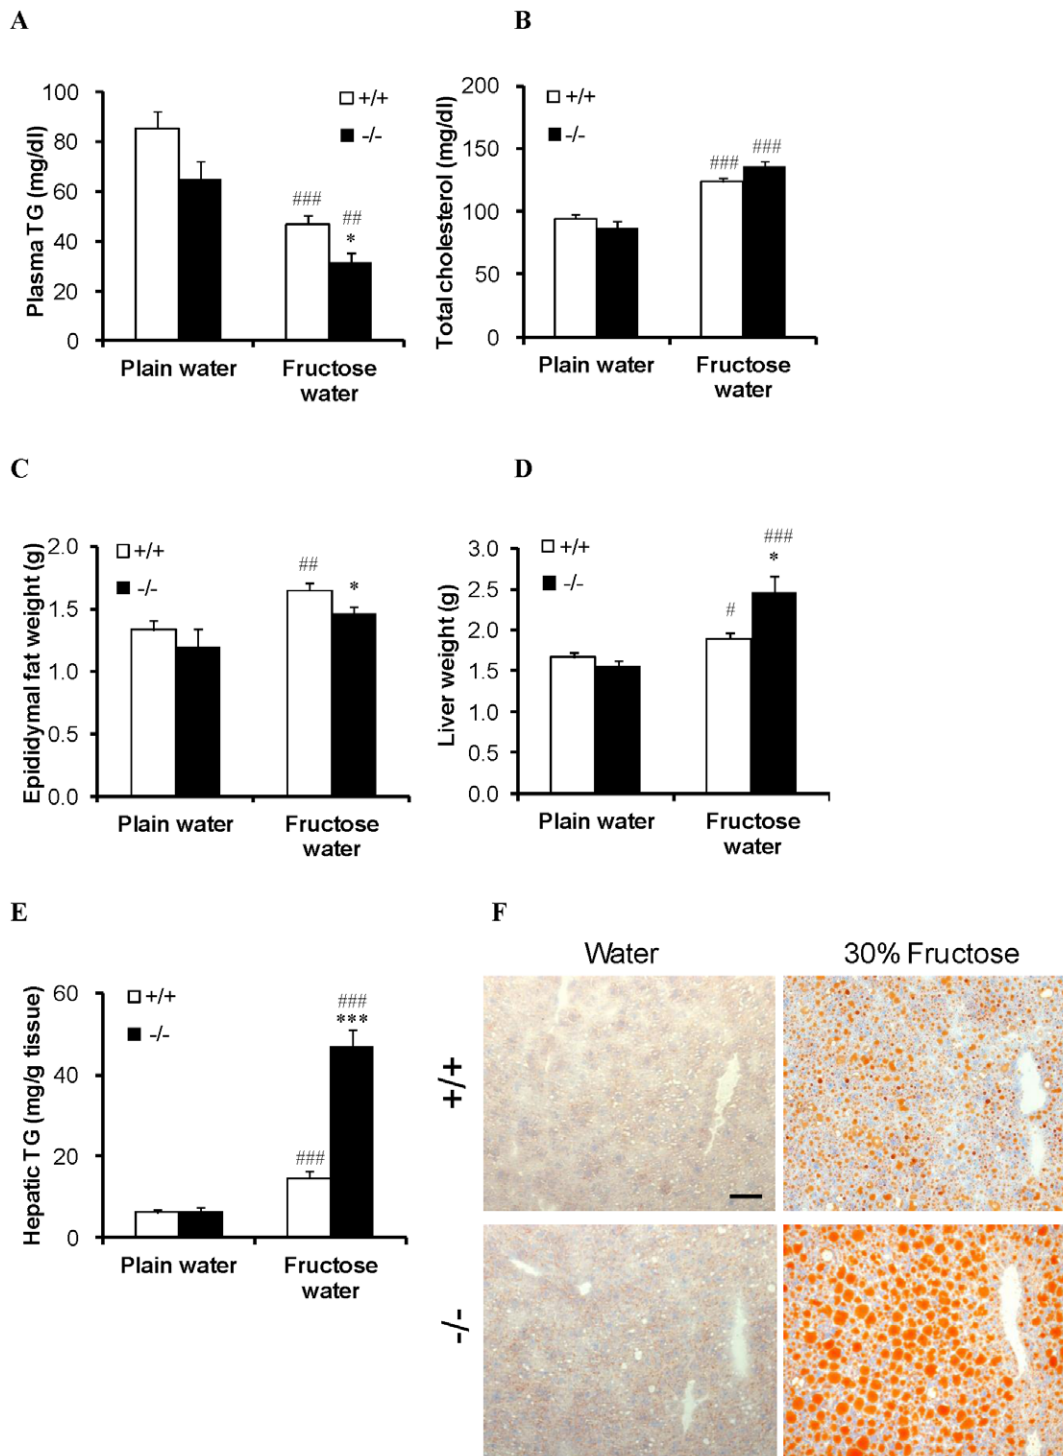 A
Plasma TG (mg/dl)
100
80
60
40
20
0
+/+
-/-
###
##
*
Plain water
Fructose
water
B
Total cholesterol (mg/dl)
200
150
100
50
0
+/+
-/-
###
###
Plain water
Fructose
water
C
Epididymal fat weight (g)
2.0
1.5
1.0
0.5
0.0
+/+
-/-
##
*
Plain water
Fructose
water
D
Liver weight (g)
3.0
2.5
2.0
1.5
1.0
0.5
0.0
+/+
-/-
#
###
*
Plain water
Fructose
water
E
Hepatic TG (mg/g tissue)
60
40
20
0
+/+
-/-
###
###
***
Plain water
Fructose
water
F
Water
30% Fructose
+/+
-/-